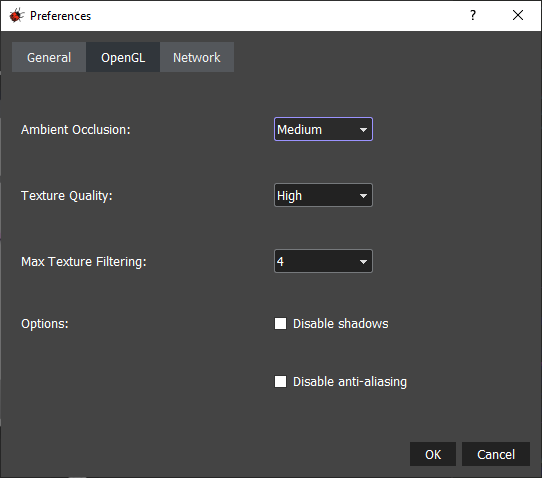 Preferences
?
General OpenGL Network
Ambient Occlusion: Medium
Texture Quality: High
Max Texture Filtering: 4
Options: Disable shadows
Disable anti-aliasing
OK Cancel